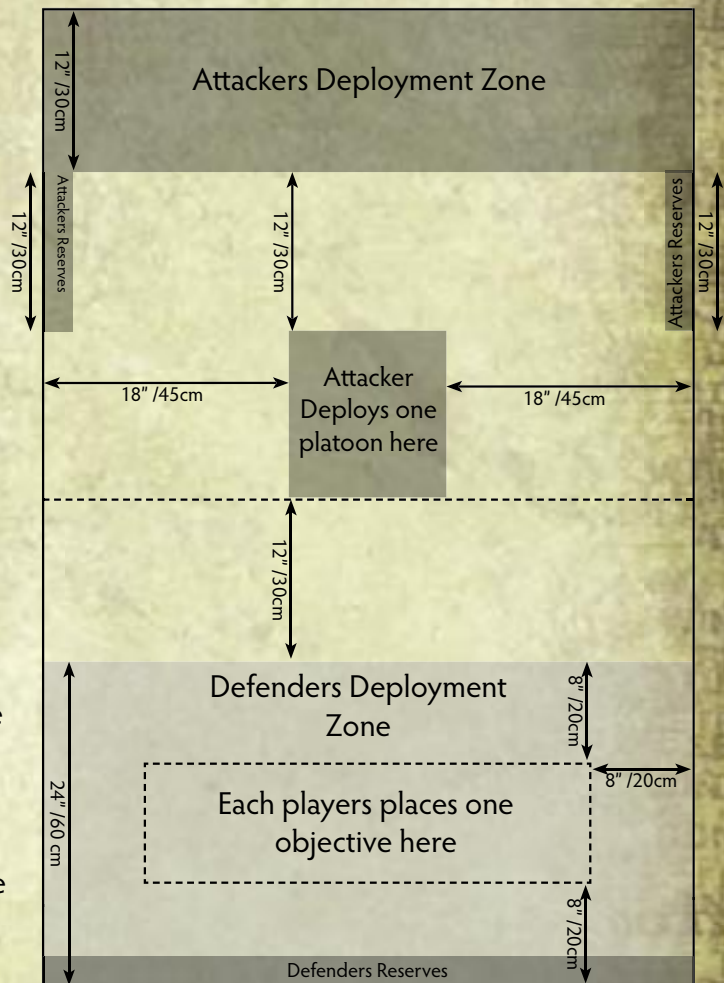 Attackers Deployment Zone
12" /30cm
Attackers Reserves
12" /30cm
12" /30cm
Attackers Reserves
12" /30cm
18" /45cm
Attacker
Deploys one
platoon here
18" /45cm
12" /30cm
Defenders Deployment
Zone
8" /20cm
8" /20cm
24" /60 cm
Each players places one
objective here
8" /20cm
Defenders Reserves